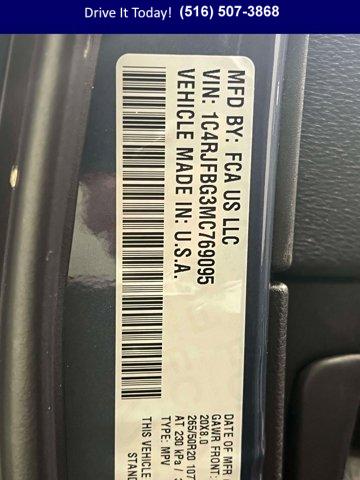 Drive It Today! (516) 507-3868
MFD BY: FCA US LLC
VIN: 1C4RJFBG3MC769095
VEHICLE MADE IN: U.S.A.
DATE OF MFR
GAWR FRONT:
20X8.0
265/50R20 107
AT 230 kPa /
TYPE: MPV
THIS VEHICLE
STAND